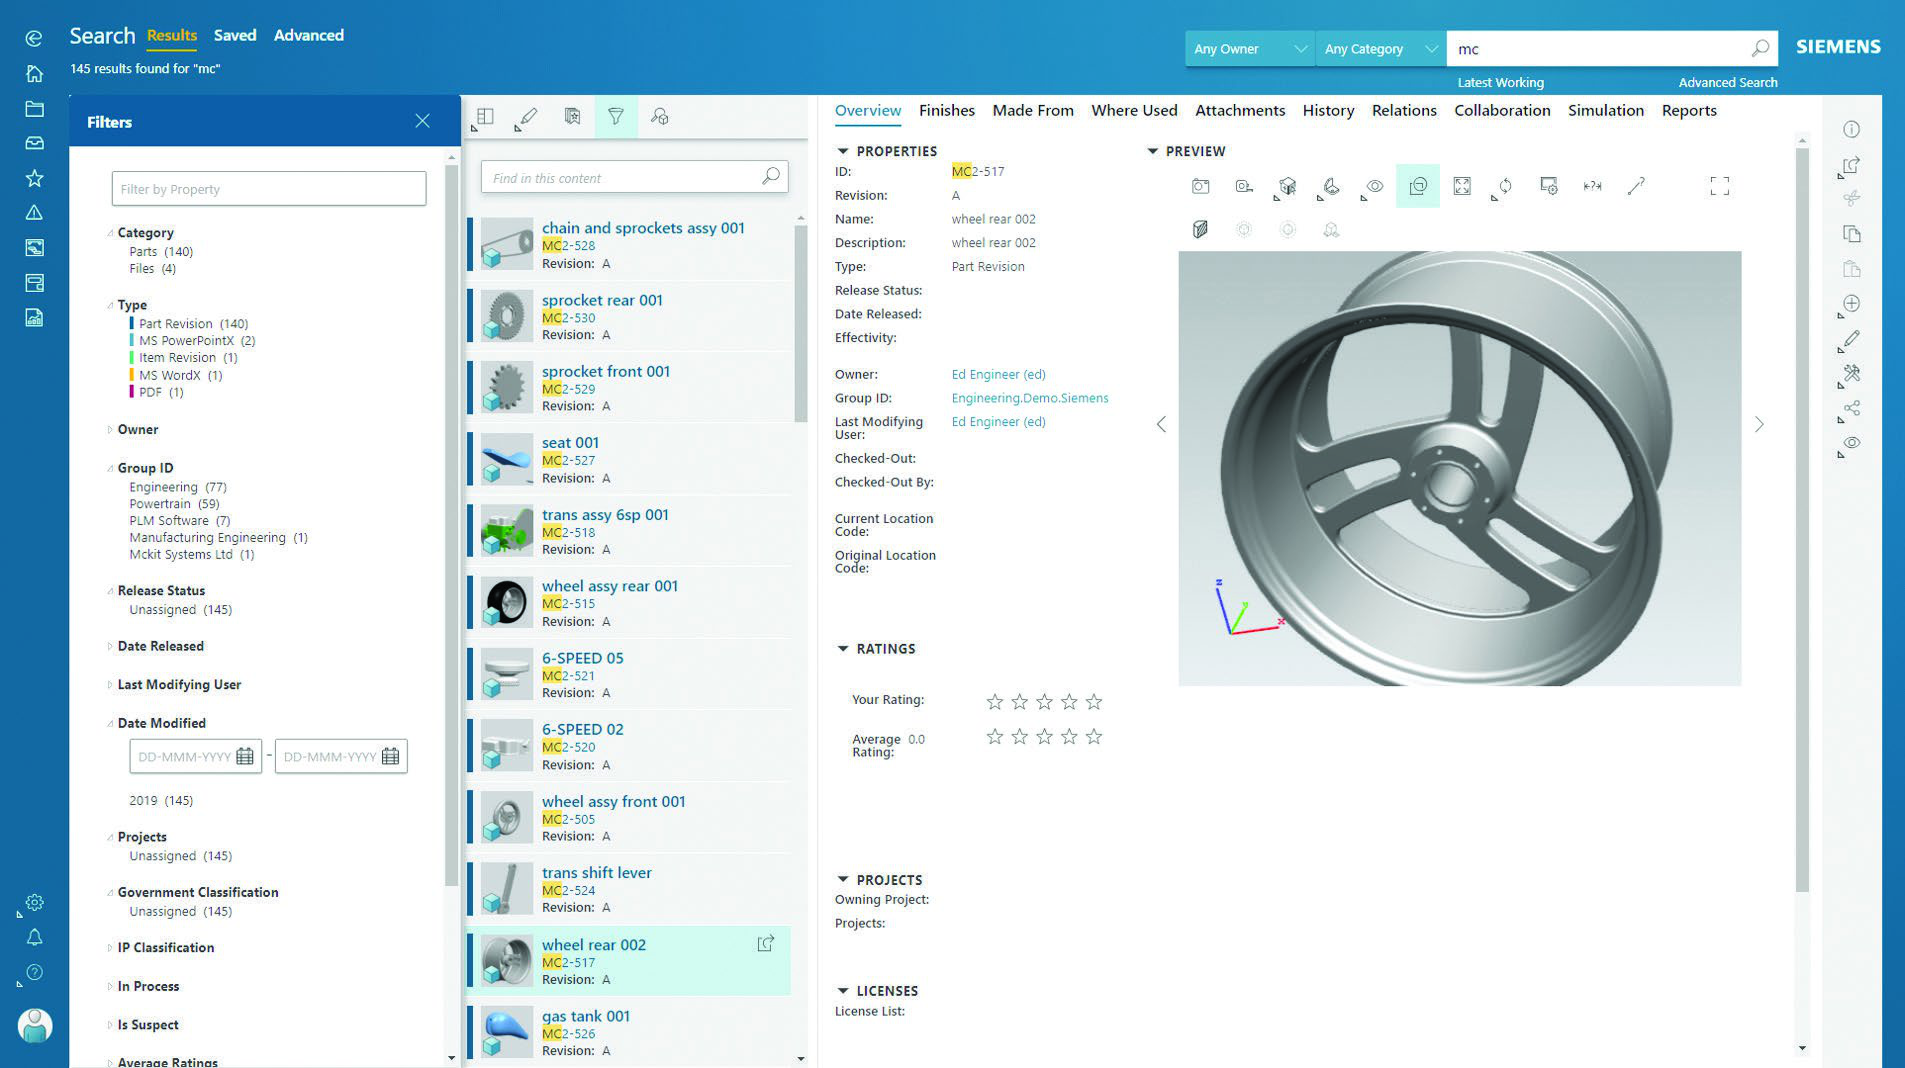 Search Results Saved Advanced
145 results found for "mc"
Any Owner Any Category mc SIEMENS
Latest Working Advanced Search
Filters
Filter by Property
Category
Parts (140)
Files (4)
Type
Part Revision (140)
MS PowerPointX (2)
Item Revision (1)
MS WordX (1)
PDF (1)
Owner
Group ID
Engineering (77)
Powertrain (59)
PLM Software (7)
Manufacturing Engineering (1)
Mckit Systems Ltd (1)
Release Status
Unassigned (145)
Date Released
Last Modifying User
Date Modified
DD-MMM-YYYY - DD-MMM-YYYY
2019 (145)
Projects
Unassigned (145)
Government Classification
Unassigned (145)
IP Classification
In Process
Is Suspect
Average Ratings
Find in this content
chain and sprockets assy 001
MC2-528
Revision: A
sprocket rear 001
MC2-530
Revision: A
sprocket front 001
MC2-529
Revision: A
seat 001
MC2-527
Revision: A
trans assy 6sp 001
MC2-518
Revision: A
wheel assy rear 001
MC2-515
Revision: A
6-SPEED 05
MC2-521
Revision: A
6-SPEED 02
MC2-520
Revision: A
wheel assy front 001
MC2-505
Revision: A
trans shift lever
MC2-524
Revision: A
wheel rear 002
MC2-517
Revision: A
gas tank 001
MC2-526
Revision: A
Overview Finishes Made From Where Used Attachments History Relations Collaboration Simulation Reports
PROPERTIES
ID: MC2-517
Revision: A
Name: wheel rear 002
Description: wheel rear 002
Type: Part Revision
Release Status:
Date Released:
Effectivity:
Owner: Ed Engineer (ed)
Group ID: Engineering.Demo.Siemens
Last Modifying Ed Engineer (ed)
User:
Checked-Out:
Checked-Out By:
Current Location
Code:
Original Location
Code:
RATINGS
Your Rating:
Average 0.0
Rating:
PROJECTS
Owning Project:
Projects:
LICENSES
License List:
PREVIEW
Z
Y
X